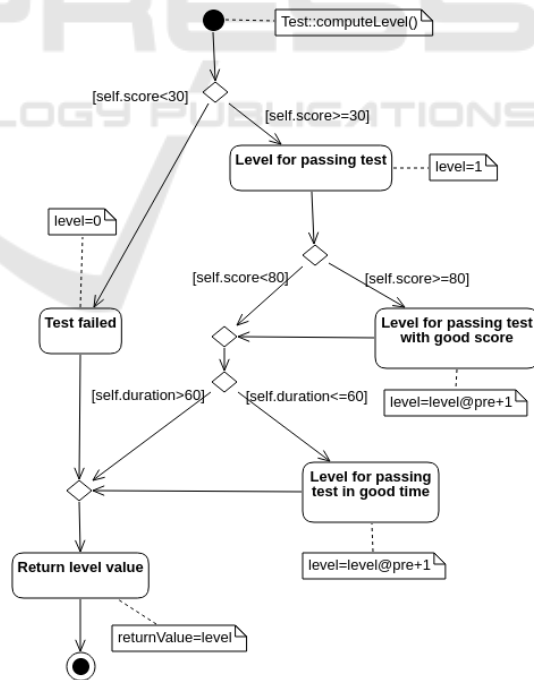 PRESS
Test::computeLevel()
[self.score<30]
LOGY PUBLICATIONS
[self.score>=30]
Level for passing test
level=1
level=0
[self.score<80]
[self.score>=80]
Test failed
Level for passing test
with good score
[self.duration>60]
[self.duration<=60]
level=level@pre+1
Level for passing
test in good time
Return level value
level=level@pre+1
returnValue=level